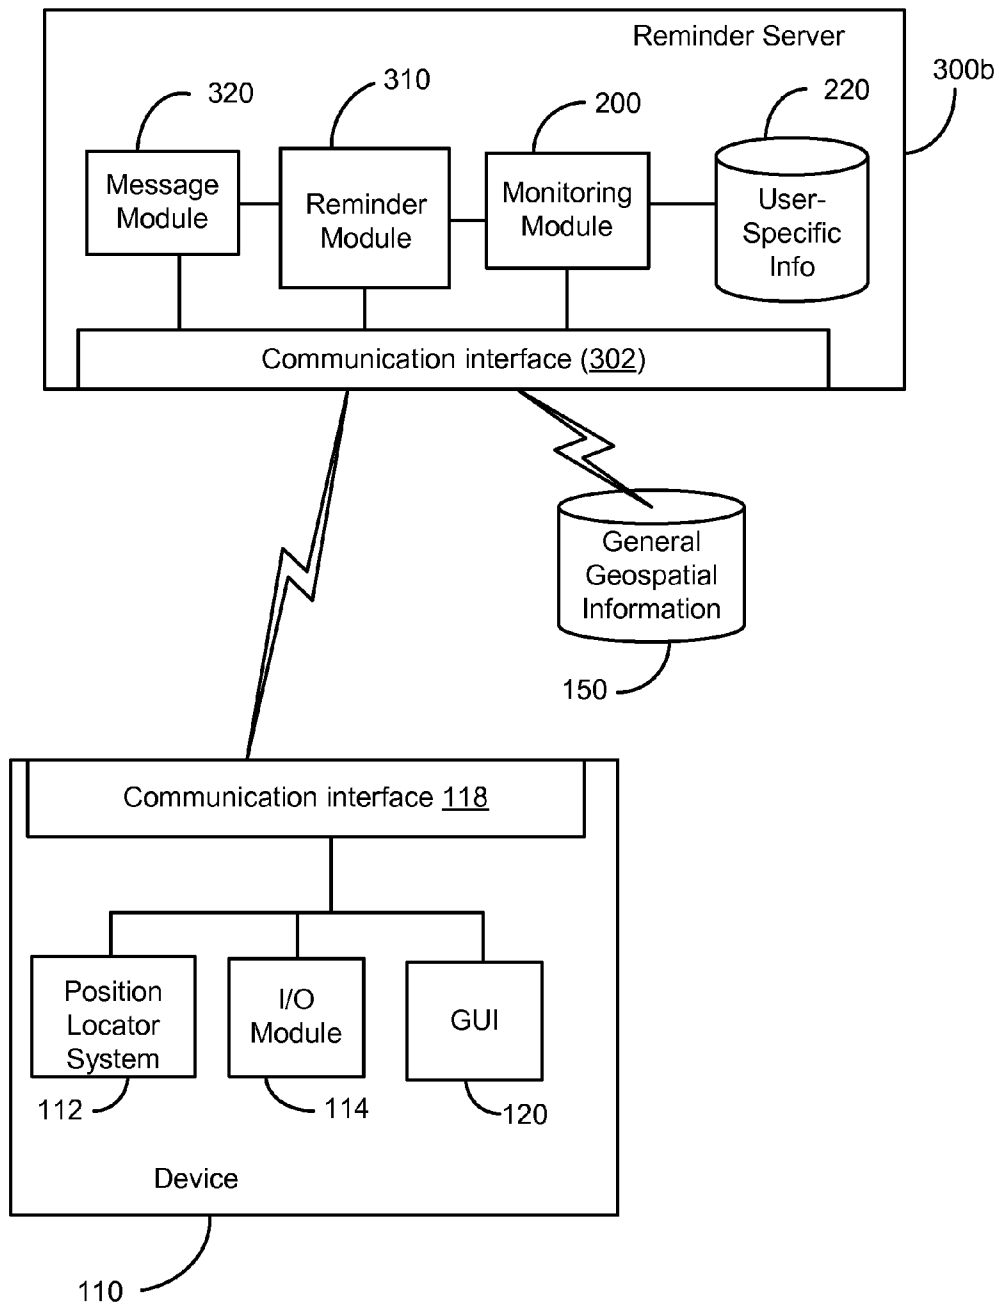 Reminder Server
300b
320
310
200
220
Message
Module
Reminder
Module
Monitoring
Module
User-
Specific
Info
Communication interface (302)
General
Geospatial
Information
150
Communication interface 118
Position
Locator
System
I/O
Module
GUI
112
114
120
Device
110